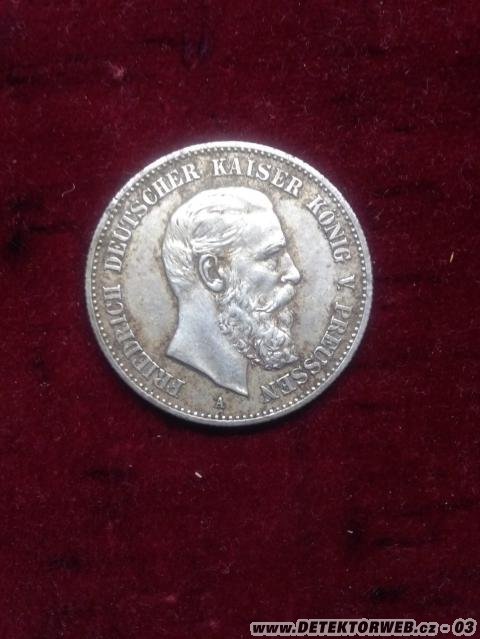 FRIEDRICH DEUTSCHER KAISER KÖNIG V. PREUSSEN
A
www.DETEKTORWEB.cz - 03